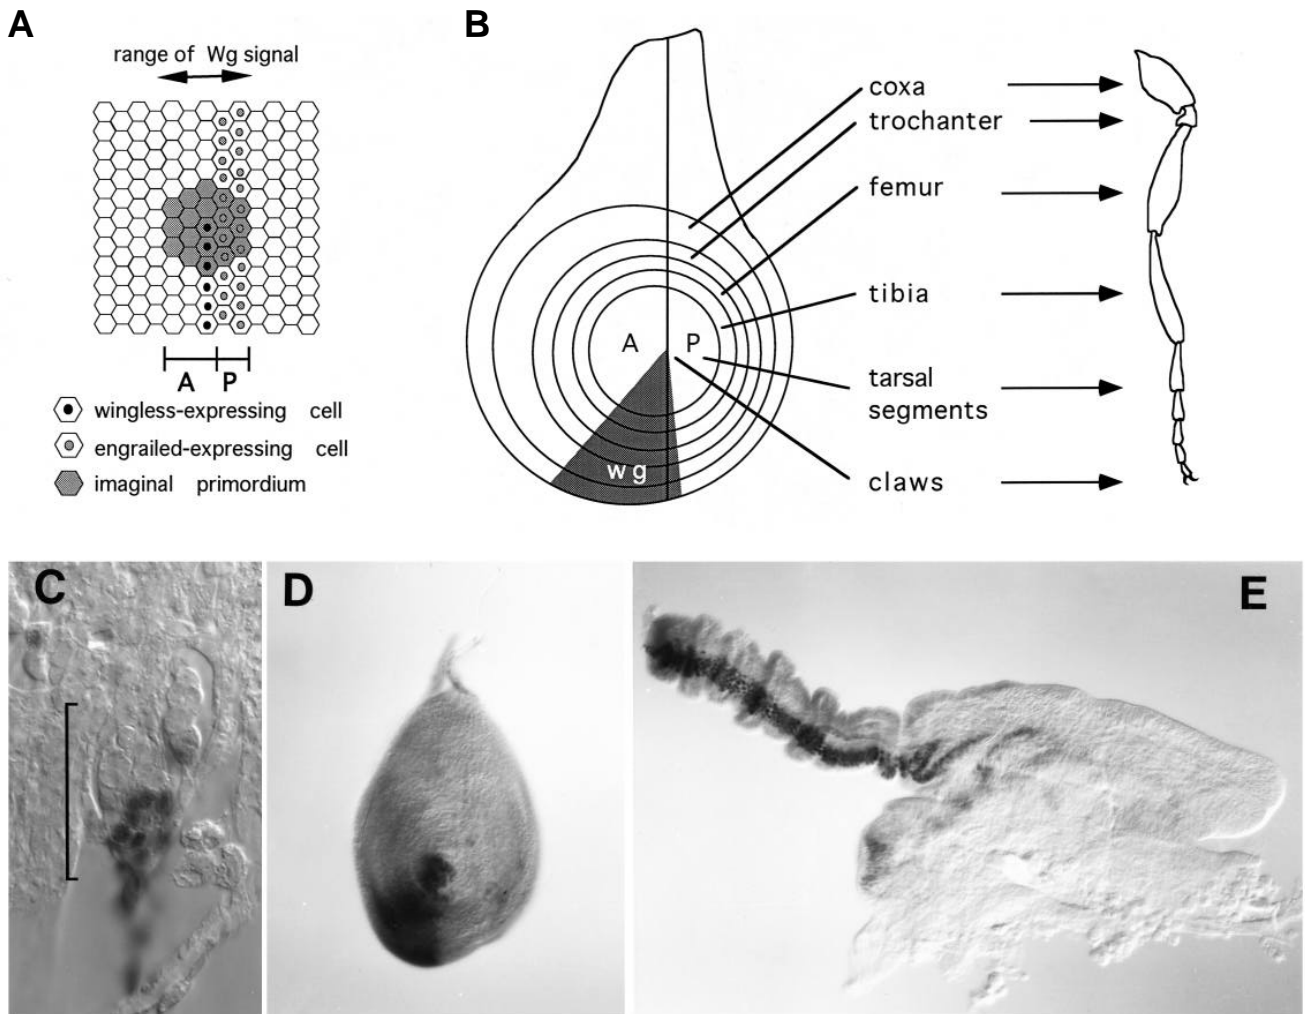 A
range of Wg signal
A P
wingless-expressing cell
engrailed-expressing cell
imaginal primordium
B
coxa
trochanter
femur
tibia
tarsal
segments
claws
A P
wg
C
D
E